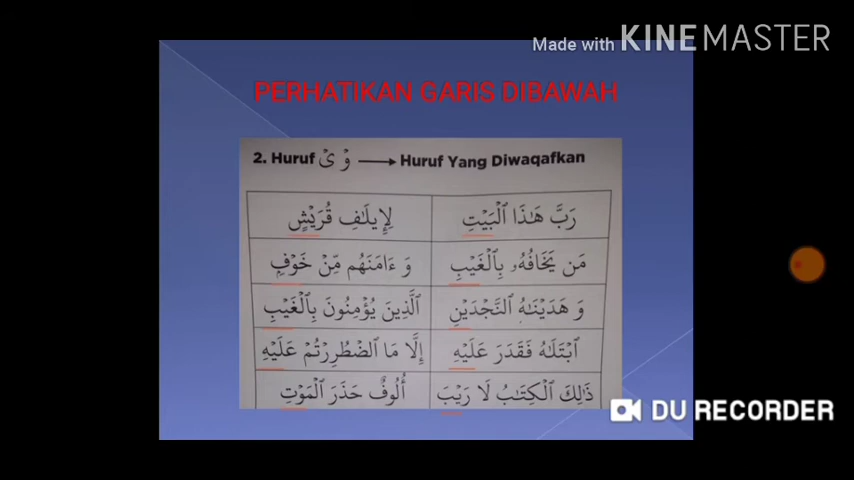 Made with KINEMASTER
PERHATIKAN GARIS DIBAWAH
2. Huruf وْ ىْ → Huruf Yang Diwaqafkan
رَبَّ هَـٰذَا ٱلْبَيْتِ
لِإِيلَـٰفِ قُرَيْشٍ
مَن يَخَافُهُۥ بِٱلْغَيْبِ
وَ ءَامَنَهُم مِّنْ خَوْفٍ
وَ هَدَيْنَـٰهُ ٱلنَّجْدَيْنِ
ٱلَّذِينَ يُؤْمِنُونَ بِٱلْغَيْبِ
ٱبْتَلَـٰهُ فَقَدَرَ عَلَيْهِ
إِلَّا مَا ٱضْطُرِرْتُمْ عَلَيْهِ
ذَٰلِكَ ٱلْكِتَـٰبُ لَا رَيْبَ
أُلُوفٌ حَذَرَ ٱلْمَوْتِ
DU RECORDER